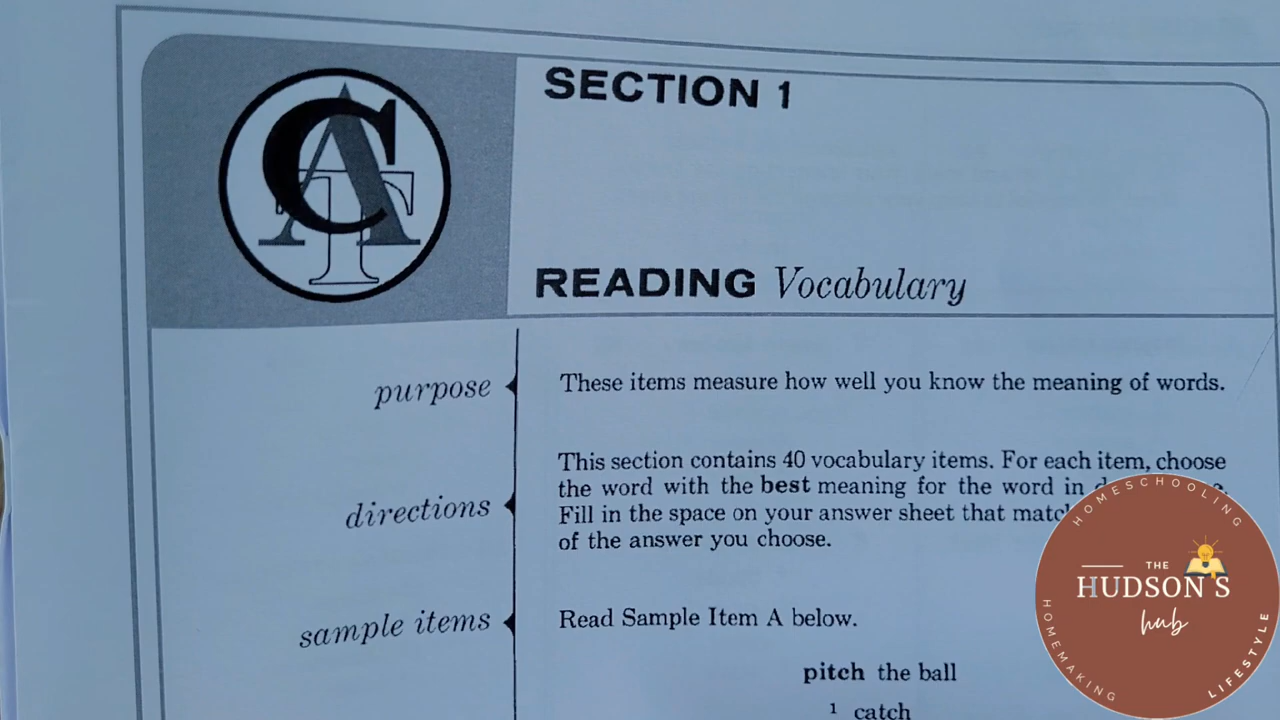 CAT
SECTION 1
READING Vocabulary
purpose
These items measure how well you know the meaning of words.
directions
This section contains 40 vocabulary items. For each item, choose
the word with the best meaning for the word in
Fill in the space on your answer sheet that
of the answer you choose.
sample items
Read Sample Item A below.
pitch the ball
1 catch
HOMESCHOOLING
THE
HUDSON'S
hub
HOMEMAKING
LIFESTYLE